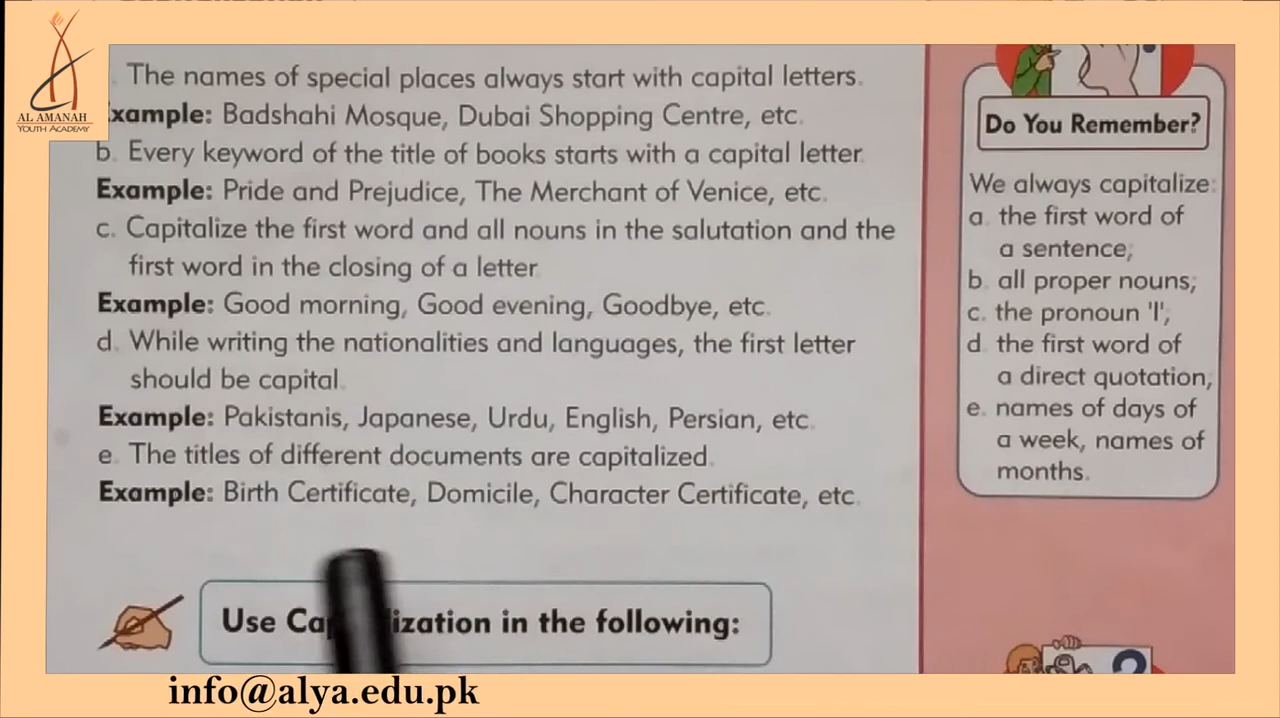 AL AMANAH
YOUTH ACADEMY
. The names of special places always start with capital letters.
xample: Badshahi Mosque, Dubai Shopping Centre, etc.
b. Every keyword of the title of books starts with a capital letter.
Example: Pride and Prejudice, The Merchant of Venice, etc.
c. Capitalize the first word and all nouns in the salutation and the
first word in the closing of a letter.
Example: Good morning, Good evening, Goodbye, etc.
d. While writing the nationalities and languages, the first letter
should be capital.
Example: Pakistanis, Japanese, Urdu, English, Persian, etc.
e. The titles of different documents are capitalized.
Example: Birth Certificate, Domicile, Character Certificate, etc.
Use Ca ization in the following:
Do You Remember?
We always capitalize:
a. the first word of
a sentence;
b. all proper nouns;
c. the pronoun 'I';
d. the first word of
a direct quotation;
e. names of days of
a week, names of
months.
?
info@alya.edu.pk